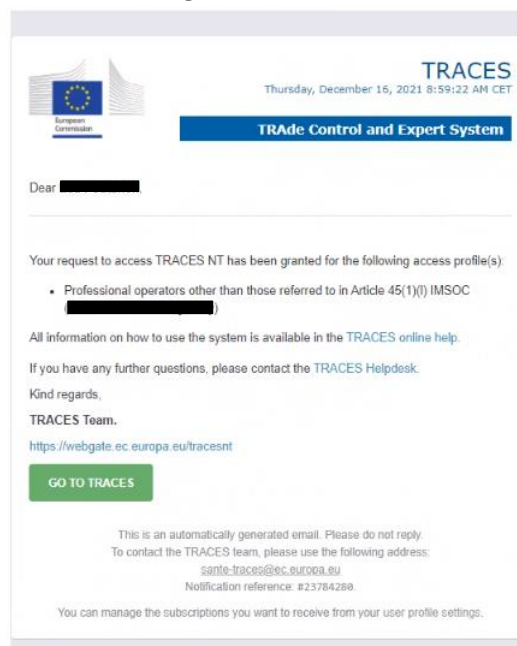 European
Commission
TRACES
Thursday, December 16, 2021 8:59:22 AM CET
TRAde Control and Expert System
Dear
Your request to access TRACES NT has been granted for the following access profile(s):
• Professional operators other than those referred to in Article 45(1)(l) IMSOC
( )
All information on how to use the system is available in the TRACES online help.
If you have any further questions, please contact the TRACES Helpdesk.
Kind regards,
TRACES Team.
https://webgate.ec.europa.eu/tracesnt
GO TO TRACES
This is an automatically generated email. Please do not reply.
To contact the TRACES team, please use the following address:
sante-traces@ec.europa.eu
Notification reference: #23784280.
You can manage the subscriptions you want to receive from your user profile settings.